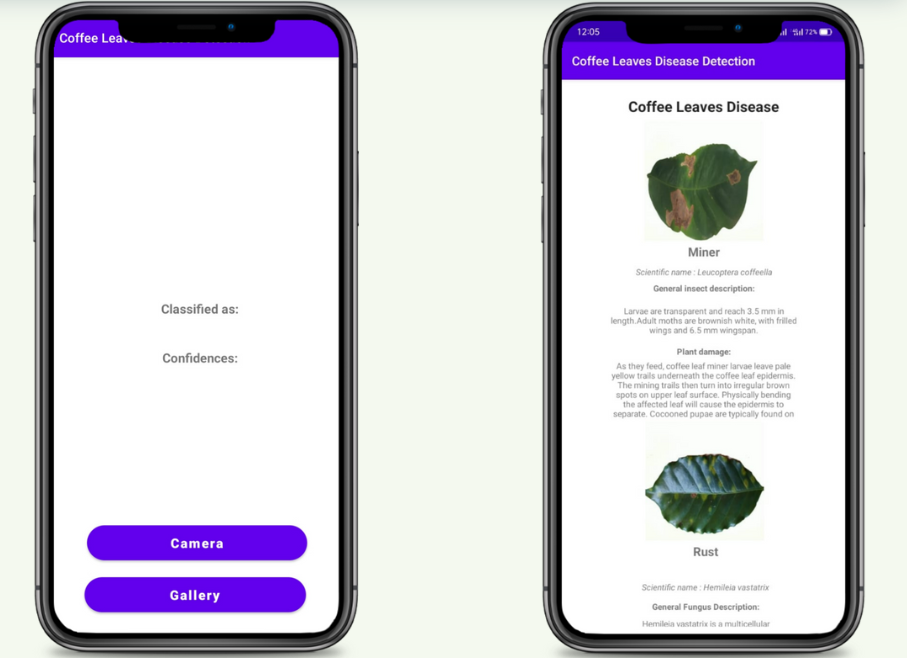 Coffee Leav
Classified as:
Confidences:
Camera
Gallery
12:05
72%
Coffee Leaves Disease Detection
Coffee Leaves Disease
Miner
Scientific name : Leucoptera coffeella
General insect description:
Larvae are transparent and reach 3.5 mm in
length.Adult moths are brownish white, with frilled
wings and 6.5 mm wingspan.
Plant damage:
As they feed, coffee leaf miner larvae leave pale
yellow trails underneath the coffee leaf epidermis.
The mining trails then turn into irregular brown
spots on upper leaf surface. Physically bending
the affected leaf will cause the epidermis to
separate. Cocooned pupae are typically found on
Rust
Scientific name : Hemileia vastatrix
General Fungus Description:
Hemileia vastatrix is a multicellular